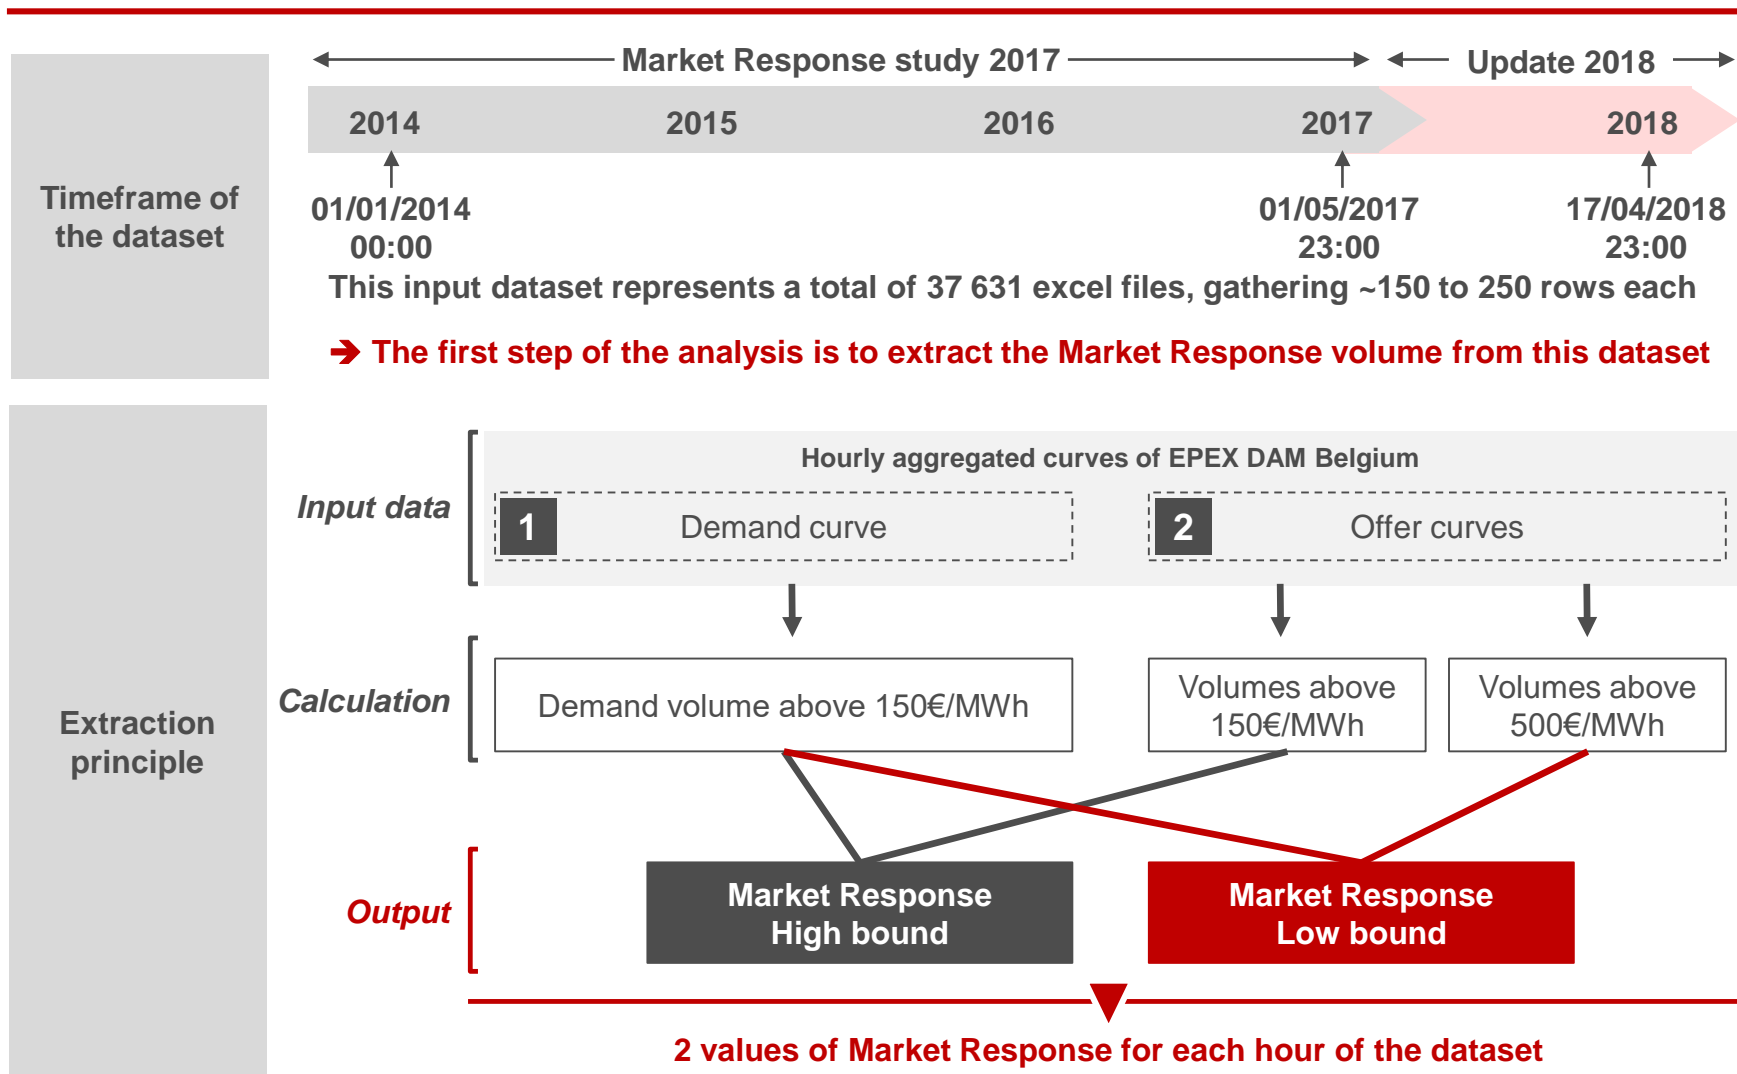 Market Response study 2017
Update 2018
2014
2015
2016
2017
2018
Timeframe of
the dataset
01/01/2014
00:00
01/05/2017
23:00
17/04/2018
23:00
This input dataset represents a total of 37 631 excel files, gathering ~150 to 250 rows each
➔ The first step of the analysis is to extract the Market Response volume from this dataset
Extraction
principle
Input data
Hourly aggregated curves of EPEX DAM Belgium
1
Demand curve
2
Offer curves
Calculation
Demand volume above 150€/MWh
Volumes above
150€/MWh
Volumes above
500€/MWh
Output
Market Response
High bound
Market Response
Low bound
2 values of Market Response for each hour of the dataset